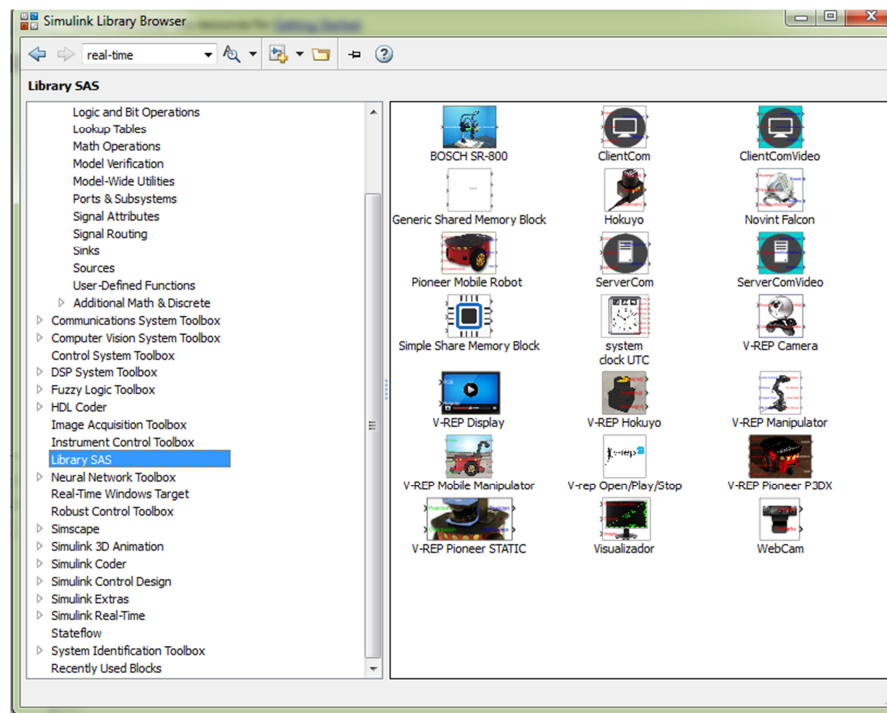 Simulink Library Browser
real-time
Library SAS
Logic and Bit Operations
Lookup Tables
Math Operations
Model Verification
Model-Wide Utilities
Ports & Subsystems
Signal Attributes
Signal Routing
Sinks
Sources
User-Defined Functions
Additional Math & Discrete
Communications System Toolbox
Computer Vision System Toolbox
Control System Toolbox
DSP System Toolbox
Fuzzy Logic Toolbox
HDL Coder
Image Acquisition Toolbox
Instrument Control Toolbox
Library SAS
Neural Network Toolbox
Real-Time Windows Target
Robust Control Toolbox
Simscape
Simulink 3D Animation
Simulink Coder
Simulink Control Design
Simulink Extras
Simulink Real-Time
Stateflow
System Identification Toolbox
Recently Used Blocks
BOSCH SR-800
ClientCom
ClientComVideo
Generic Shared Memory Block
Hokuyo
Novint Falcon
Pioneer Mobile Robot
ServerCom
ServerComVideo
Simple Share Memory Block
system
clock UTC
V-REP Camera
V-REP Display
V-REP Hokuyo
V-REP Manipulator
V-REP Mobile Manipulator
V-rep Open/Play/Stop
V-REP Pioneer P3DX
V-REP Pioneer STATIC
Visualizador
WebCam